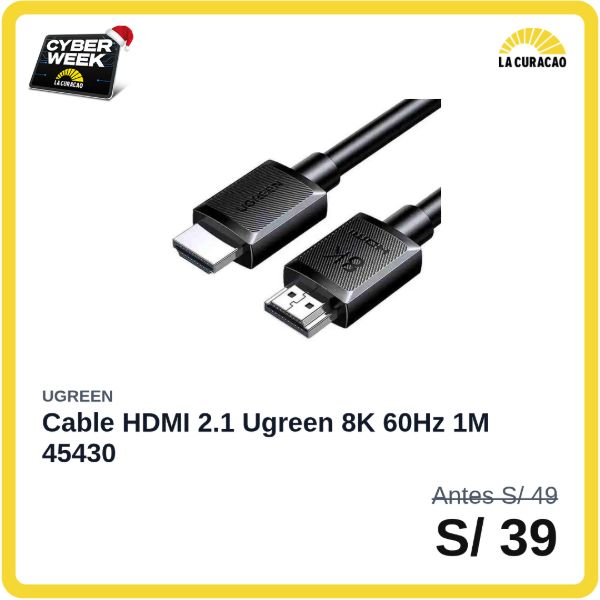 CYBER
WEEK
LA CURACAO
LA CURACAO
UGREEN
HDMI
8K
UGREEN
Cable HDMI 2.1 Ugreen 8K 60Hz 1M
45430
Antes S/ 49
S/ 39